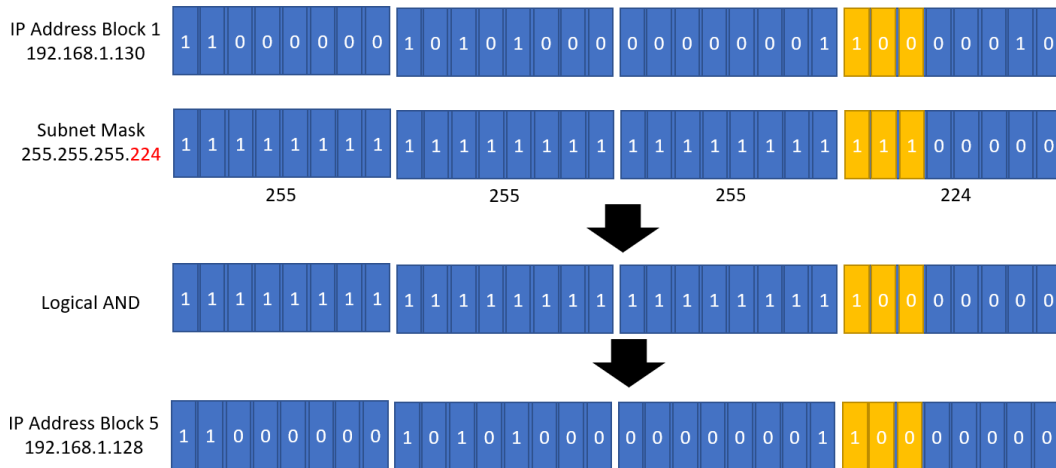 IP Address Block 1
192.168.1.130
1 1 0 0 0 0 0 0 1 0 1 0 1 0 0 0 0 0 0 0 0 0 0 1 1 0 0 0 0 0 1 0
Subnet Mask
255.255.255.224
1 1 1 1 1 1 1 1 1 1 1 1 1 1 1 1 1 1 1 1 1 1 1 1 1 1 1 0 0 0 0 0
255 255 255 224
Logical AND
1 1 1 1 1 1 1 1 1 1 1 1 1 1 1 1 1 1 1 1 1 1 1 1 1 0 0 0 0 0 0 0
IP Address Block 5
192.168.1.128
1 1 0 0 0 0 0 0 1 0 1 0 1 0 0 0 0 0 0 0 0 0 0 1 1 0 0 0 0 0 0 0